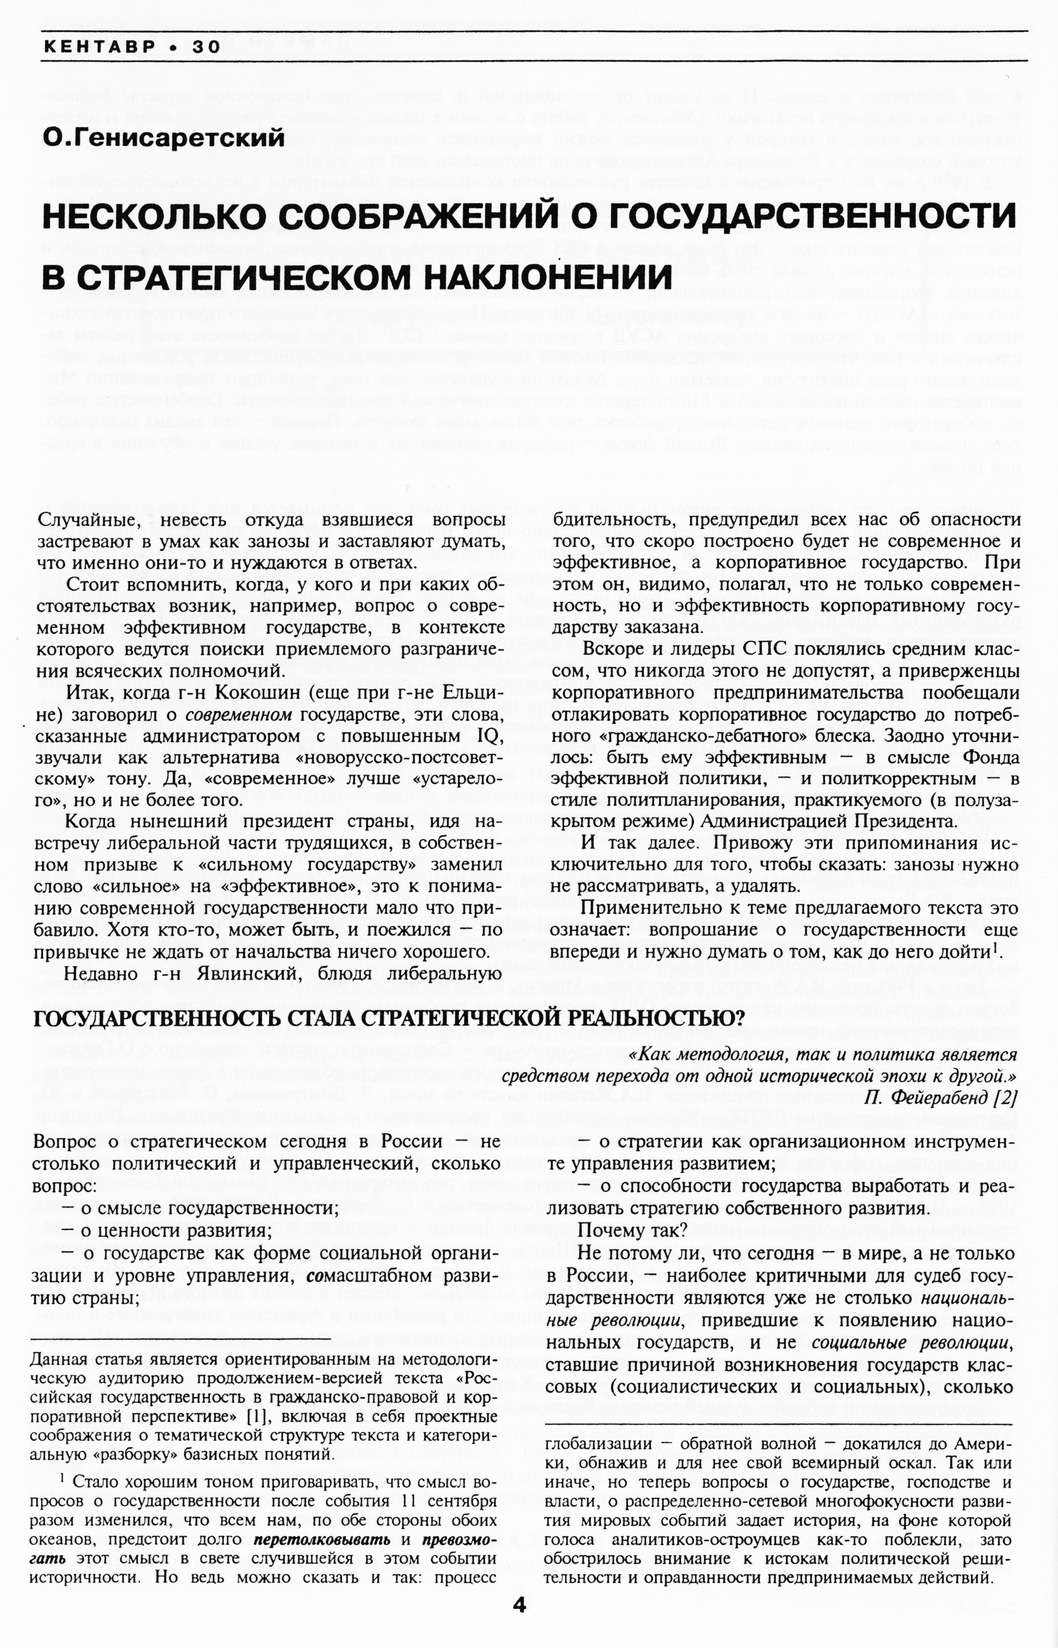 КЕНТАВР • 30
О.Генисаретский
НЕСКОЛЬКО СООБРАЖЕНИЙ О ГОСУДАРСТВЕННОСТИ
В СТРАТЕГИЧЕСКОМ НАКЛОНЕНИИ
Случайные, невесть откуда взявшиеся вопросы
застревают в умах как занозы и заставляют думать,
что именно они-то и нуждаются в ответах.
Стоит вспомнить, когда, у кого и при каких об-
стоятельствах возник, например, вопрос о совре-
менном эффективном государстве, в контексте
которого ведутся поиски приемлемого разграниче-
ния всяческих полномочий.
Итак, когда г-н Кокошин (еще при г-не Ельци-
не) заговорил о современном государстве, эти слова,
сказанные администратором с повышенным IQ,
звучали как альтернатива «новорусско-постсовет-
скому» тону. Да, «современное» лучше «устарело-
го», но и не более того.
Когда нынешний президент страны, идя на-
встречу либеральной части трудящихся, в собствен-
ном призыве к «сильному государству» заменил
слово «сильное» на «эффективное», это к понима-
нию современной государственности мало что при-
бавило. Хотя кто-то, может быть, и поежился — по
привычке не ждать от начальства ничего хорошего.
Недавно г-н Явлинский, блюдя либеральную
бдительность, предупредил всех нас об опасности
того, что скоро построено будет не современное и
эффективное, а корпоративное государство. При
этом он, видимо, полагал, что не только современ-
ность, но и эффективность корпоративному госу-
дарству заказана.
Вскоре и лидеры СПС поклялись средним клас-
сом, что никогда этого не допустят, а приверженцы
корпоративного предпринимательства пообещали
отлакировать корпоративное государство до потреб-
ного «гражданско-дебатного» блеска. Заодно уточни-
лось: быть ему эффективным — в смысле Фонда
эффективной политики, — и политкорректным — в
стиле политпланирования, практикуемого (в полуза-
крытом режиме) Администрацией Президента.
И так далее. Привожу эти припоминания ис-
ключительно для того, чтобы сказать: занозы нужно
не рассматривать, а удалять.
Применительно к теме предлагаемого текста это
означает: вопрошание о государственности еще
впереди и нужно думать о том, как до него дойти¹.
ГОСУДАРСТВЕННОСТЬ СТАЛА СТРАТЕГИЧЕСКОЙ РЕАЛЬНОСТЬЮ?
«Как методология, так и политика является
средством перехода от одной исторической эпохи к другой.»
П. Фейерабенд [2]
Вопрос о стратегическом сегодня в России — не
столько политический и управленческий, сколько
вопрос:
— о смысле государственности;
— о ценности развития;
— о государстве как форме социальной органи-
зации и уровне управления, сомасштабном разви-
тию страны;
— о стратегии как организационном инструмен-
те управления развитием;
— о способности государства выработать и реа-
лизовать стратегию собственного развития.
Почему так?
Не потому ли, что сегодня — в мире, а не только
в России, — наиболее критичными для судеб госу-
дарственности являются уже не столько националь-
ные революции, приведшие к появлению нацио-
нальных государств, и не социальные революции,
ставшие причиной возникновения государств клас-
совых (социалистических и социальных), сколько
Данная статья является ориентированным на методологи-
ческую аудиторию продолжением-версией текста «Рос-
сийская государственность в гражданско-правовой и кор-
поративной перспективе» [1], включая в себя проектные
соображения о тематической структуре текста и категори-
альную «разборку» базисных понятий.
¹ Стало хорошим тоном приговаривать, что смысл во-
просов о государственности после события 11 сентября
разом изменился, что всем нам, по обе стороны обоих
океанов, предстоит долго перетолковывать и превозмо-
гать этот смысл в свете случившейся в этом событии
историчности. Но ведь можно сказать и так: процесс
глобализации — обратной волной — докатился до Амери-
ки, обнажив и для нее свой всемирный оскал. Так или
иначе, но теперь вопросы о государстве, господстве и
власти, о распределенно-сетевой многофокусности разви-
тия мировых событий задает история, на фоне которой
голоса аналитиков-остроумцев как-то поблекли, зато
обострилось внимание к истокам политической реши-
тельности и оправданности предпринимаемых действий.
4